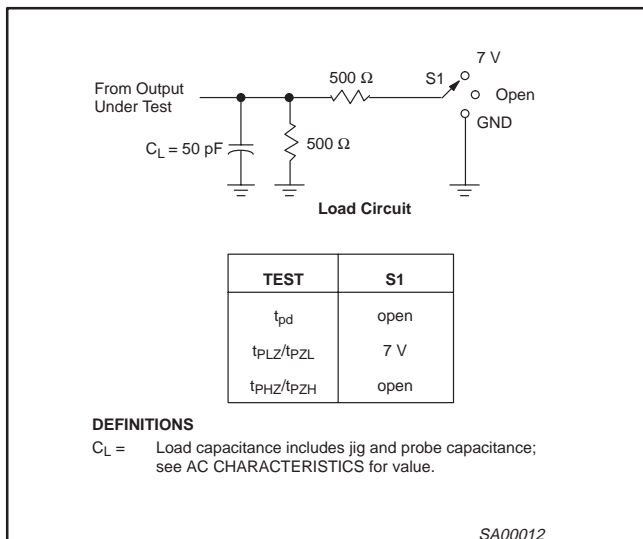 7 V
500 Ω
S1
From Output
Under Test
Open
GND
C_L = 50 pF
500 Ω
Load Circuit
TEST S1
t_pd open
t_PLZ/t_PZL 7 V
t_PHZ/t_PZH open
DEFINITIONS
C_L = Load capacitance includes jig and probe capacitance;
see AC CHARACTERISTICS for value.
SA00012